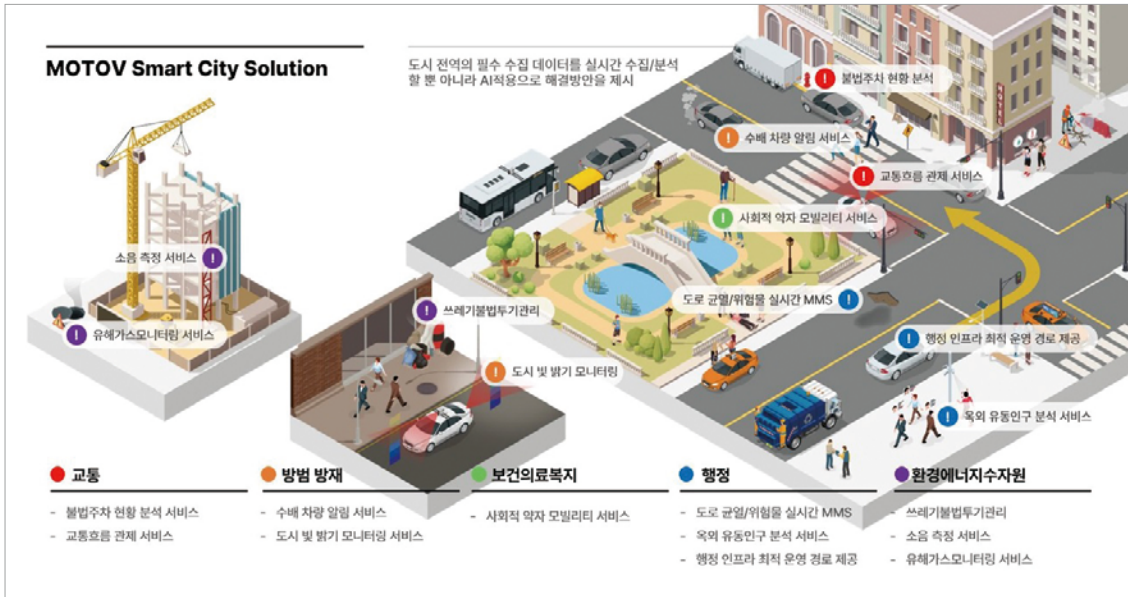 MOTOV Smart City Solution
도시 전역의 필수 수집 데이터를 실시간 수집/분석
할 뿐 아니라 AI적용으로 해결방안을 제시
불법주차 현황 분석
수배 차량 알림 서비스
교통흐름 관제 서비스
사회적 약자 모빌리티 서비스
소음 측정 서비스
유해가스모니터링 서비스
쓰레기불법투기관리
도로 균열/위험물 실시간 MMS
행정 인프라 최적 운영 경로 제공
도시 빛 밝기 모니터링
옥외 유동인구 분석 서비스
MOTEL
교통
- 불법주차 현황 분석 서비스
- 교통흐름 관제 서비스
방범 방재
- 수배 차량 알림 서비스
- 도시 빛 밝기 모니터링 서비스
보건의료복지
- 사회적 약자 모빌리티 서비스
행정
- 도로 균열/위험물 실시간 MMS
- 옥외 유동인구 분석 서비스
- 행정 인프라 최적 운영 경로 제공
환경에너지수자원
- 쓰레기불법투기관리
- 소음 측정 서비스
- 유해가스모니터링 서비스